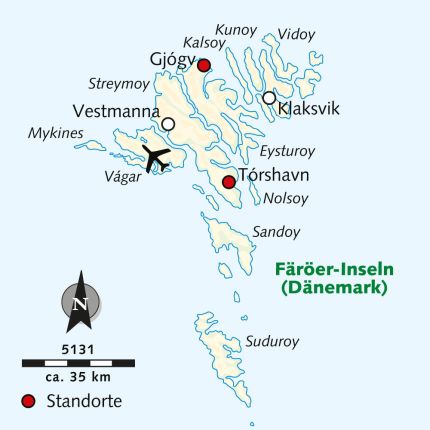 Kunoy
Vidoy
Kalsoy
Gjógv
Streymoy
Vestmanna
Klaksvik
Mykines
Eysturoy
Vágar
Tórshavn
Nolsoy
Sandoy
Färöer-Inseln
(Dänemark)
N
Suduroy
5131
ca. 35 km
Standorte